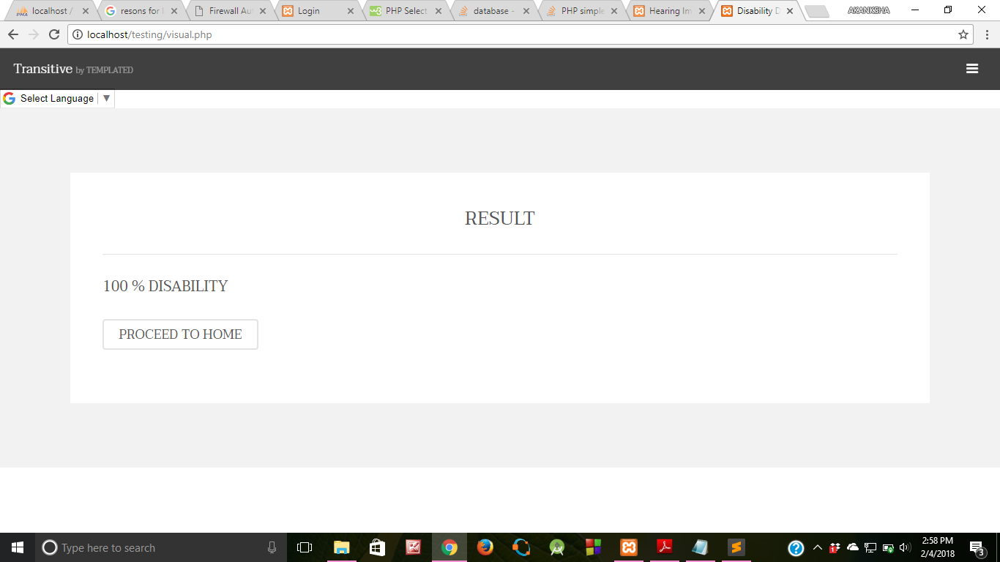 localhost /
resons for
Firewall Au
Login
PHP Select
database -
PHP simple
Hearing Im
Disability D
AKANKSHA
localhost/testing/visual.php
Transitive by TEMPLATED
Select Language ▼
RESULT
100 % DISABILITY
PROCEED TO HOME
Type here to search
2:58 PM
2/4/2018
3